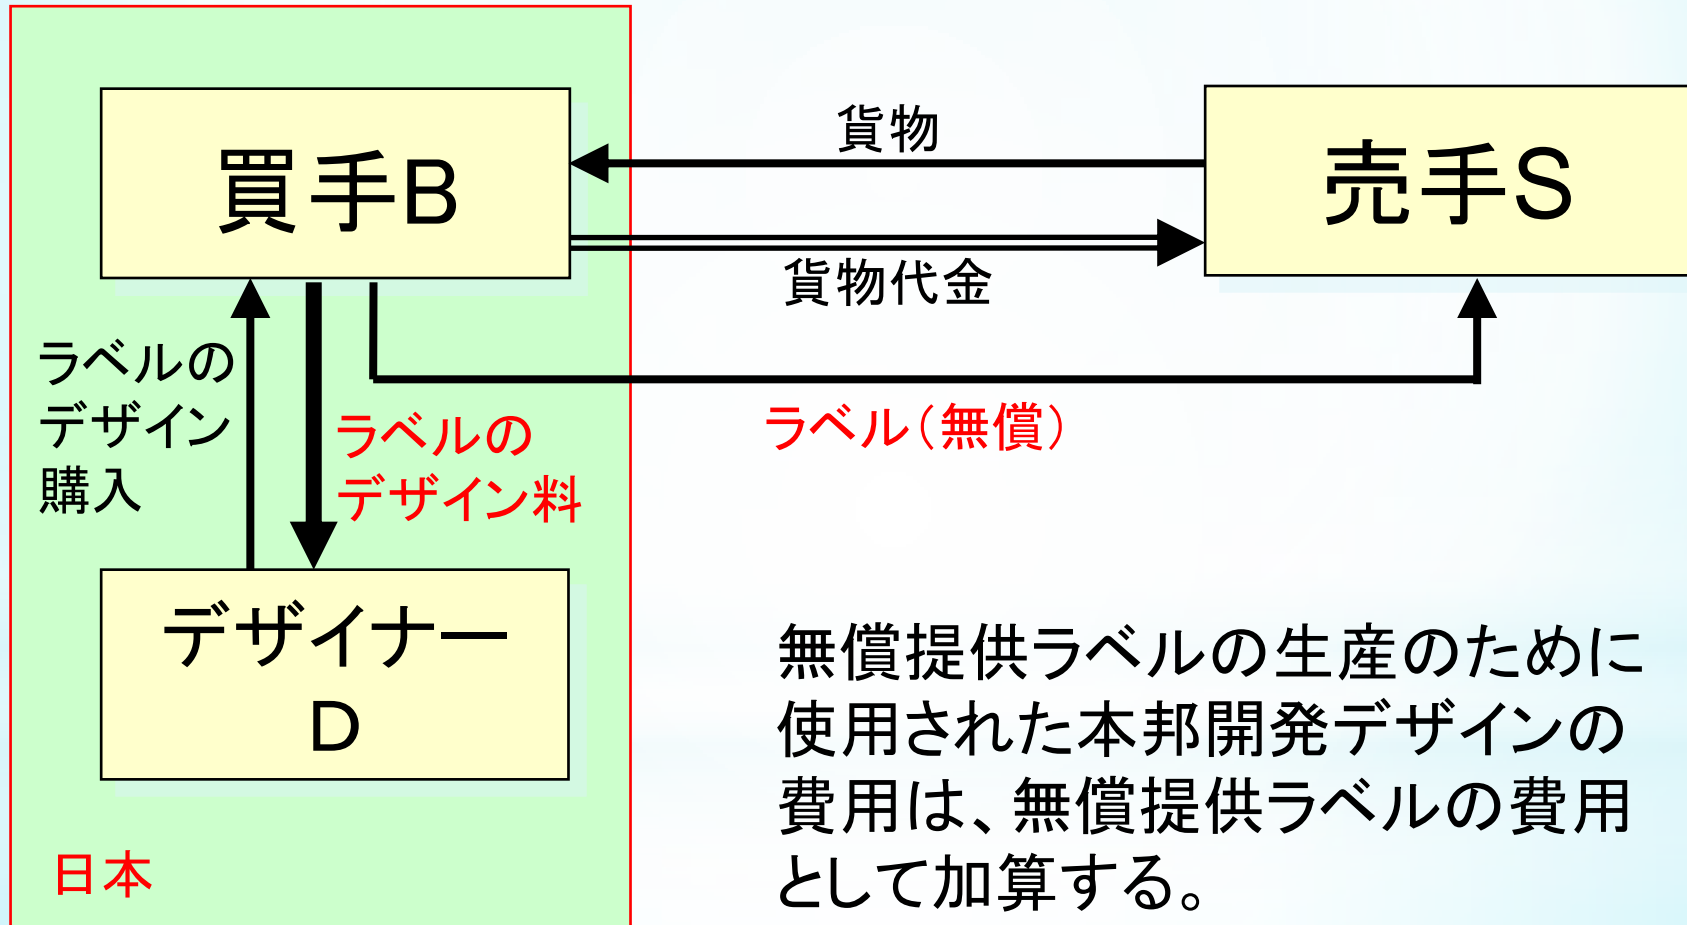 買手B
貨物
売手S
貨物代金
ラベルの
デザイン
購入
ラベルの
デザイン料
ラベル(無償)
デザイナー
D
日本
無償提供ラベルの生産のために
使用された本邦開発デザインの
費用は、無償提供ラベルの費用
として加算する。